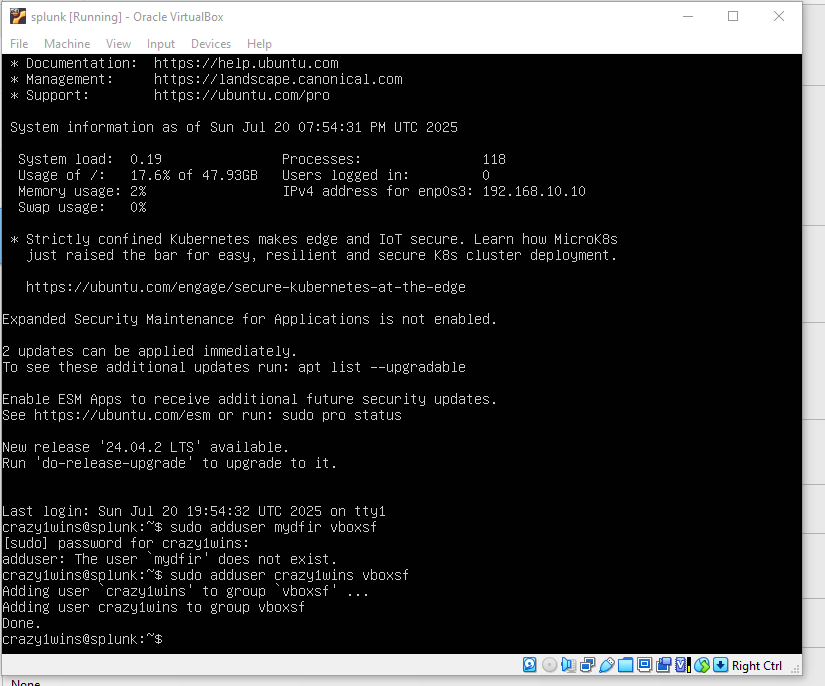 splunk [Running] - Oracle VirtualBox
File Machine View Input Devices Help
* Documentation:  https://help.ubuntu.com
* Management:     https://landscape.canonical.com
* Support:        https://ubuntu.com/pro
System information as of Sun Jul 20 07:54:31 PM UTC 2025
System load:  0.19               Processes:               118
Usage of /:   17.6% of 47.93GB   Users logged in:         0
Memory usage: 2%                 IPv4 address for enp0s3: 192.168.10.10
Swap usage:   0%
* Strictly confined Kubernetes makes edge and IoT secure. Learn how MicroK8s
just raised the bar for easy, resilient and secure K8s cluster deployment.
https://ubuntu.com/engage/secure-kubernetes-at-the-edge
Expanded Security Maintenance for Applications is not enabled.
2 updates can be applied immediately.
To see these additional updates run: apt list --upgradable
Enable ESM Apps to receive additional future security updates.
See https://ubuntu.com/esm or run: sudo pro status
New release '24.04.2 LTS' available.
Run 'do-release-upgrade' to upgrade to it.
Last login: Sun Jul 20 19:54:32 UTC 2025 on tty1
crazy1wins@splunk:~$ sudo adduser mydfir vboxsf
[sudo] password for crazy1wins:
adduser: The user `mydfir' does not exist.
crazy1wins@splunk:~$ sudo adduser crazy1wins vboxsf
Adding user `crazy1wins' to group `vboxsf' ...
Adding user crazy1wins to group vboxsf
Done.
crazy1wins@splunk:~$
Right Ctrl
None